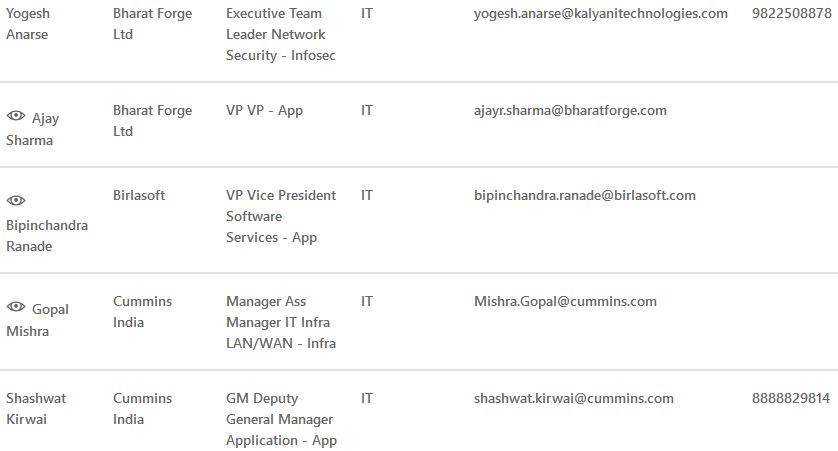 Yogesh Bharat Forge Executive Team IT yogesh.anarse@kalyanitechnologies.com 9822508878
Anarse Ltd Leader Network
Security - Infosec
Ajay Bharat Forge VP VP - App IT ajayr.sharma@bharatforge.com
Sharma Ltd
Birlasoft VP Vice President IT bipinchandra.ranade@birlasoft.com
Bipinchandra Software
Ranade Services - App
Gopal Cummins Manager Ass IT Mishra.Gopal@cummins.com
Mishra India Manager IT Infra
LAN/WAN - Infra
Shashwat Cummins GM Deputy IT shashwat.kirwai@cummins.com 8888829814
Kirwai India General Manager
Application - App